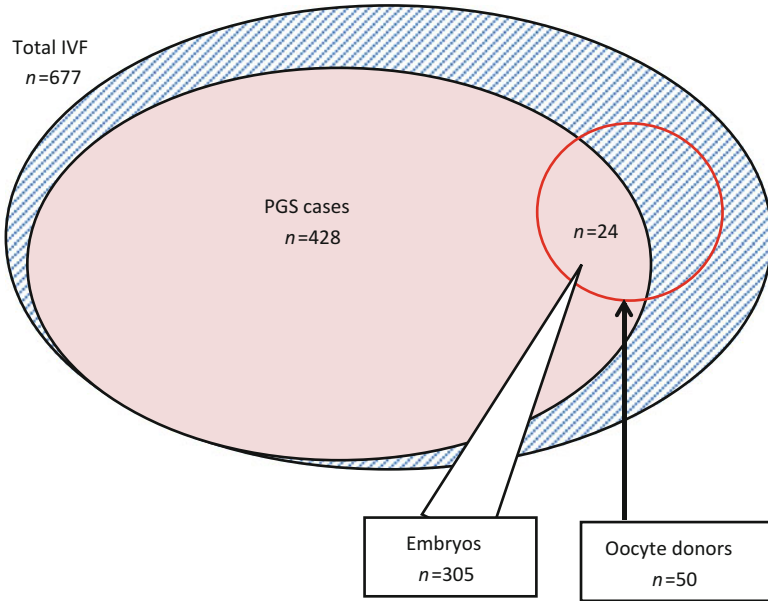 Total IVF
n=677
PGS cases
n=428
n=24
Embryos
n=305
Oocyte donors
n=50